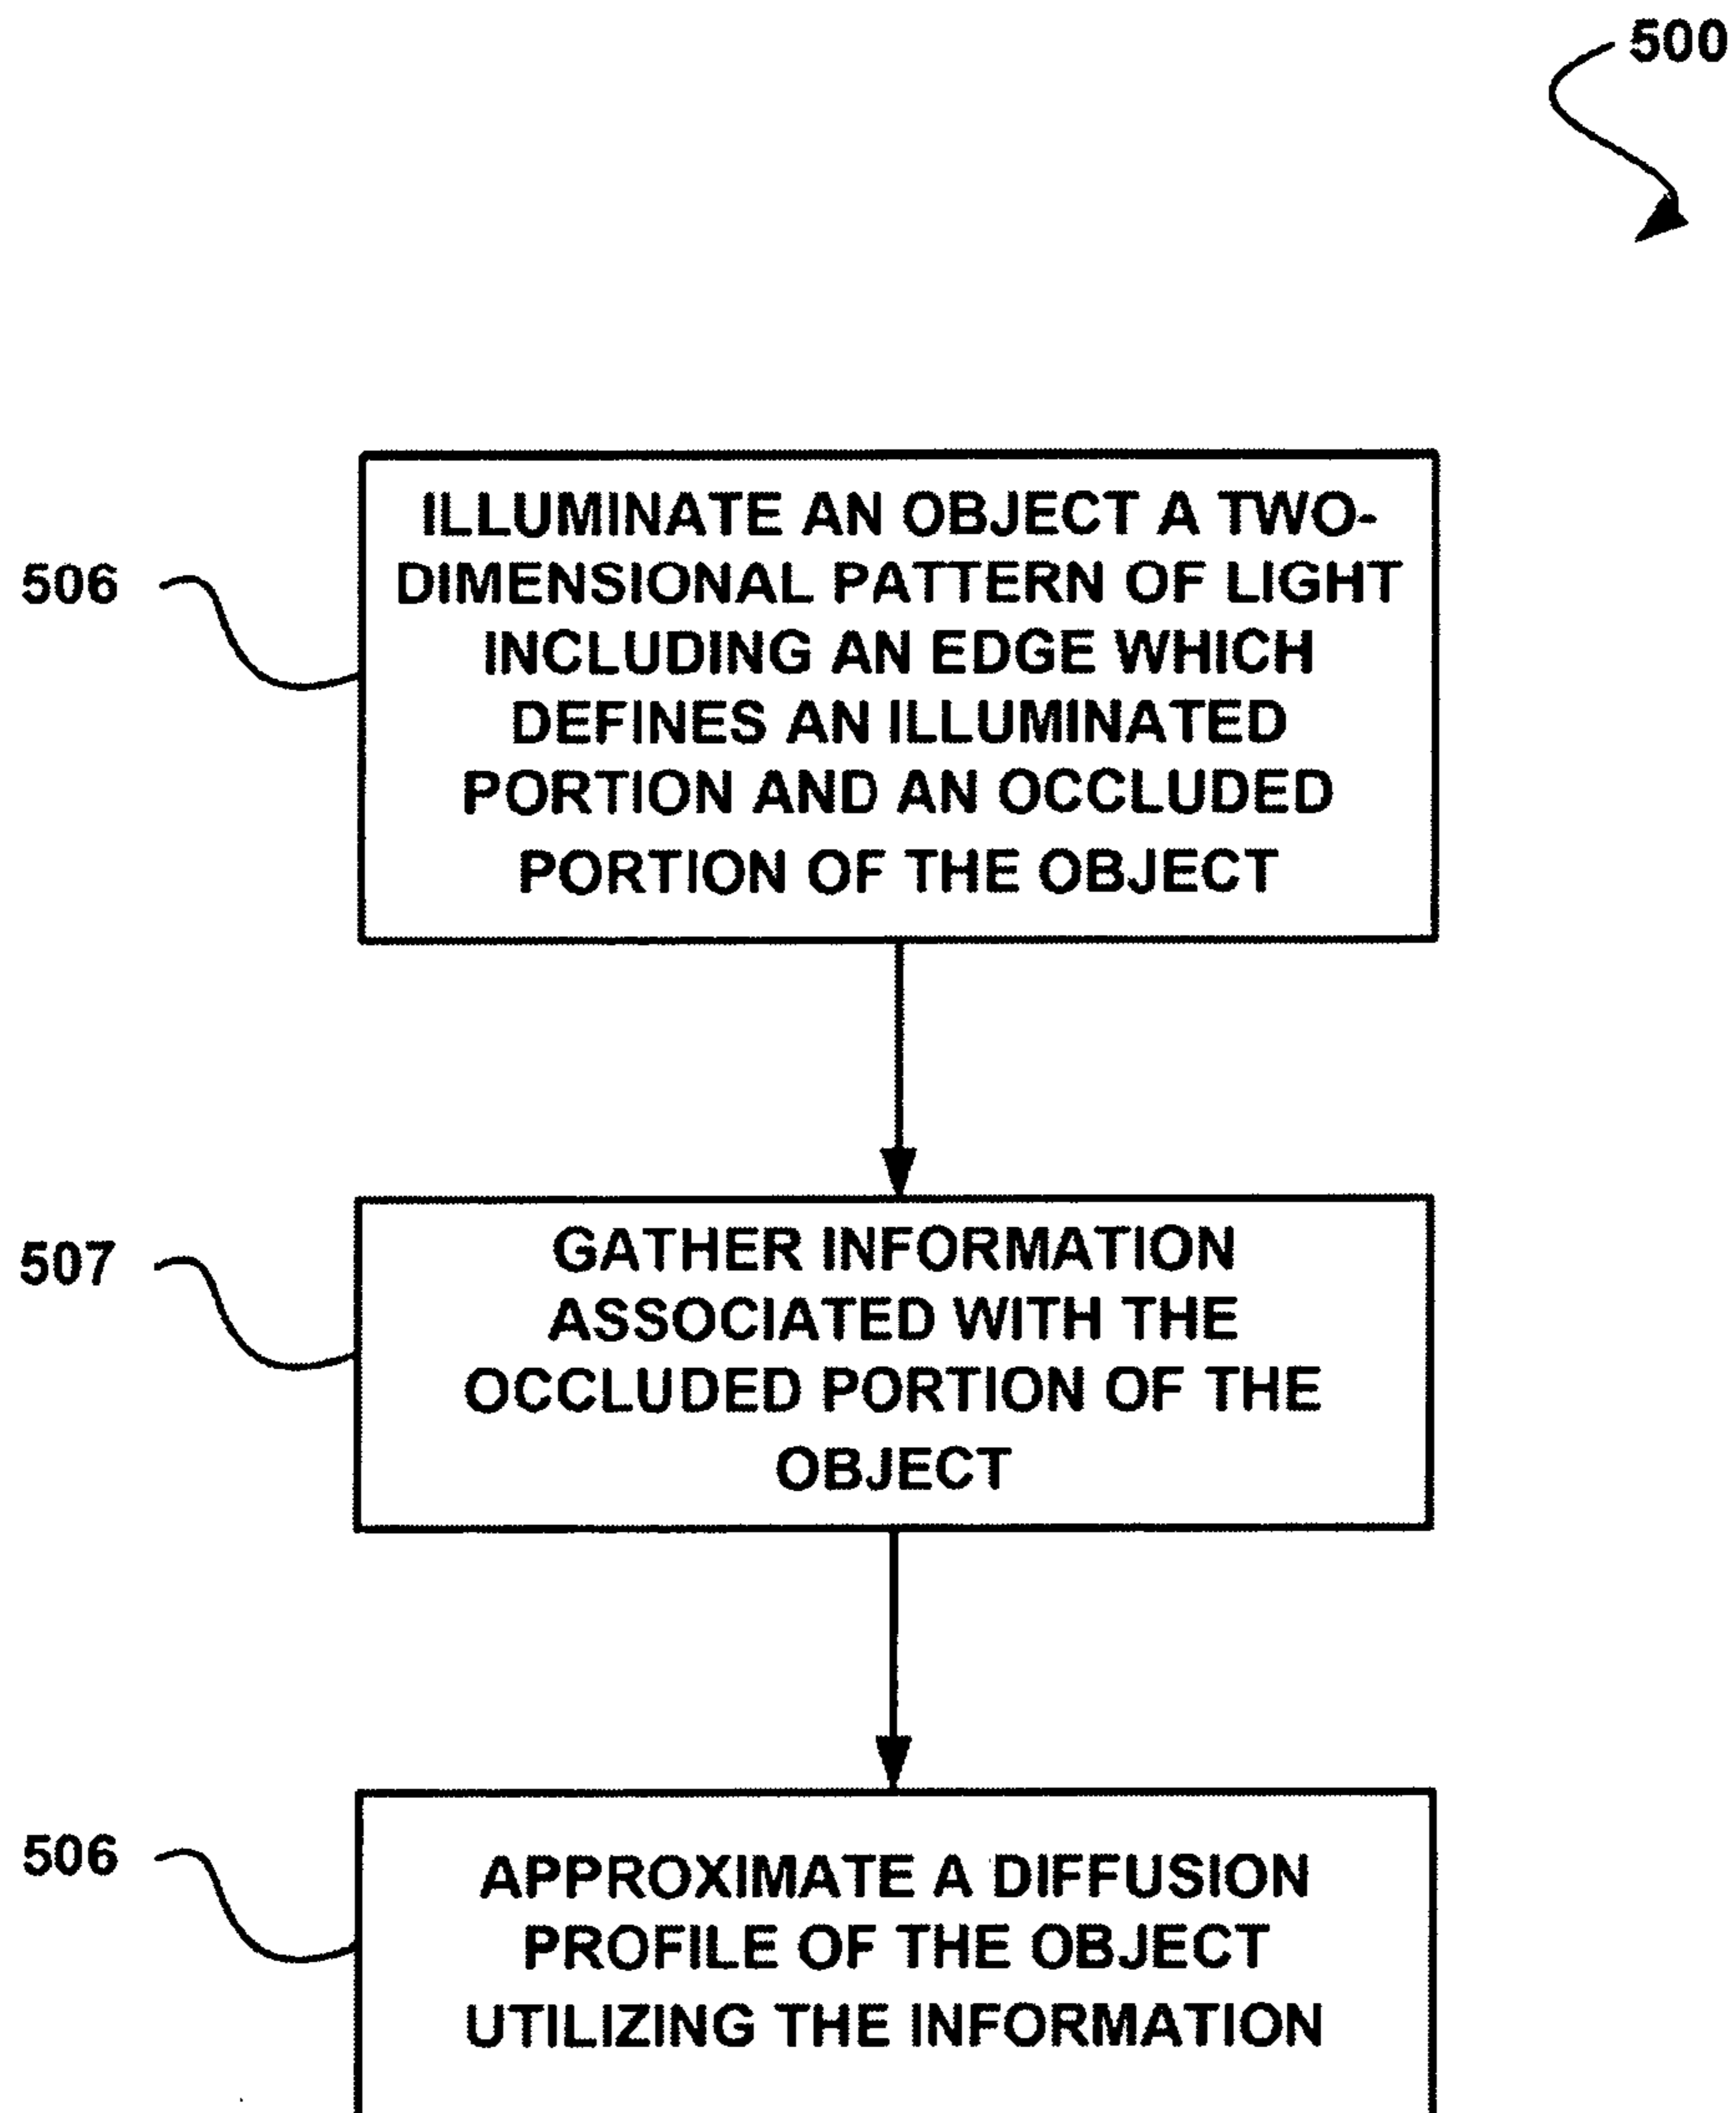 500
506
ILLUMINATE AN OBJECT A TWO-
DIMENSIONAL PATTERN OF LIGHT
INCLUDING AN EDGE WHICH
DEFINES AN ILLUMINATED
PORTION AND AN OCCLUDED
PORTION OF THE OBJECT
507
GATHER INFORMATION
ASSOCIATED WITH THE
OCCLUDED PORTION OF THE
OBJECT
506
APPROXIMATE A DIFFUSION
PROFILE OF THE OBJECT
UTILIZING THE INFORMATION